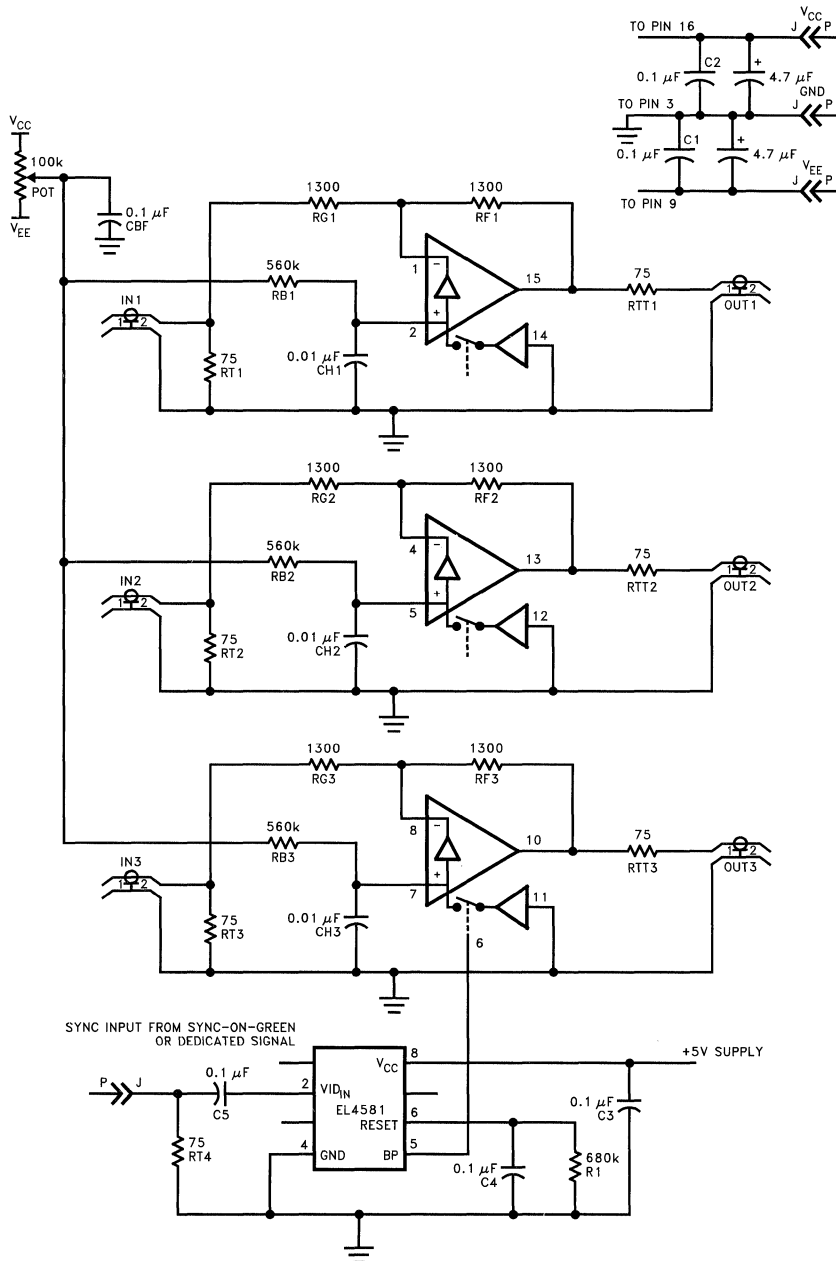 VCC
J P
TO PIN 16
C2
0.1 µF
+
4.7 µF
GND
J P
TO PIN 3
C1
0.1 µF
+
4.7 µF
VEE
J P
TO PIN 9
VCC
100k
POT
VEE
0.1 µF
CBF
1300
RG1
1300
RF1
560k
RB1
1
−
15
75
RTT1
1 2
OUT1
IN1
1 2
+
2
14
75
RT1
0.01 µF
CH1
1300
RG2
1300
RF2
560k
RB2
4
−
13
75
RTT2
1 2
OUT2
IN2
1 2
+
5
12
75
RT2
0.01 µF
CH2
1300
RG3
1300
RF3
560k
RB3
8
−
10
75
RTT3
1 2
OUT3
IN3
1 2
+
7
11
75
RT3
0.01 µF
CH3
6
SYNC INPUT FROM SYNC-ON-GREEN
OR DEDICATED SIGNAL
VCC
8
+5V SUPPLY
P J
0.1 µF
C5
2
VIDIN
EL4581
RESET
6
0.1 µF
C3
75
RT4
4
GND
BP
5
0.1 µF
C4
680k
R1